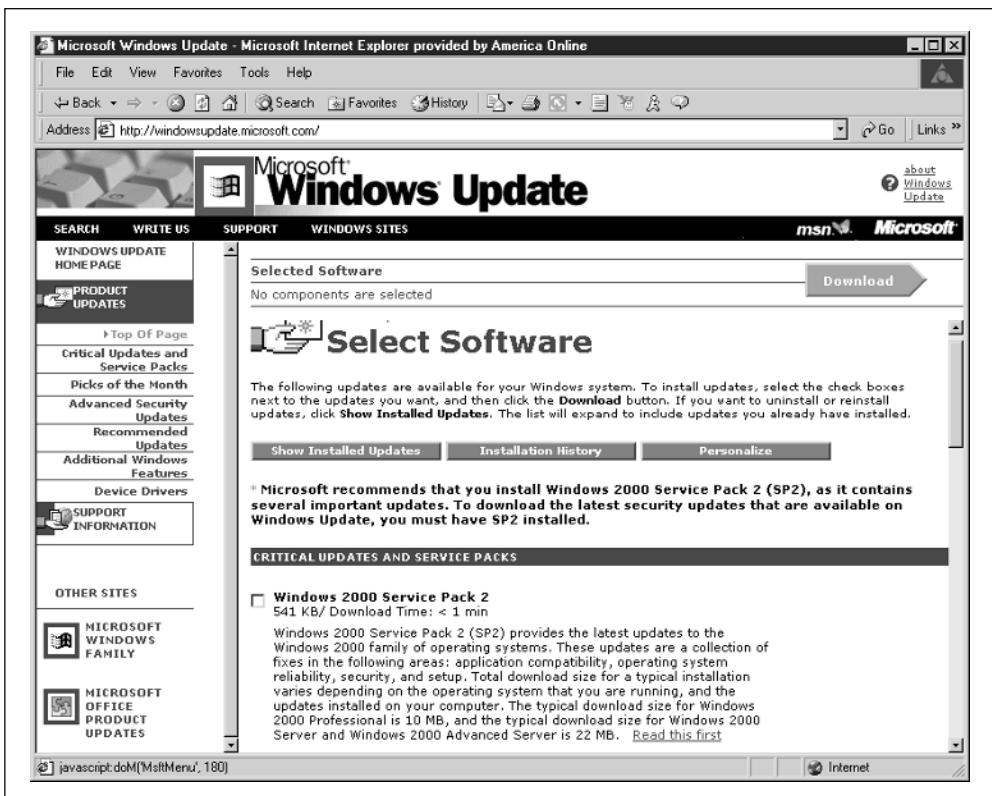 Microsoft Windows Update - Microsoft Internet Explorer provided by America Online
File Edit View Favorites Tools Help
Back Search Favorites History
Address http://windowsupdate.microsoft.com/ Go Links »
Microsoft
Windows Update
about
Windows
Update
SEARCH WRITE US SUPPORT WINDOWS SITES msn Microsoft
WINDOWS UPDATE
HOME PAGE
PRODUCT
UPDATES
Top Of Page
Critical Updates and
Service Packs
Picks of the Month
Advanced Security
Updates
Recommended
Updates
Additional Windows
Features
Device Drivers
SUPPORT
INFORMATION
OTHER SITES
MICROSOFT
WINDOWS
FAMILY
MICROSOFT
OFFICE
PRODUCT
UPDATES
Selected Software
No components are selected
Download
Select Software
The following updates are available for your Windows system. To install updates, select the check boxes
next to the updates you want, and then click the Download button. If you want to uninstall or reinstall
updates, click Show Installed Updates. The list will expand to include updates you already have installed.
Show Installed Updates Installation History Personalize
* Microsoft recommends that you install Windows 2000 Service Pack 2 (SP2), as it contains
several important updates. To download the latest security updates that are available on
Windows Update, you must have SP2 installed.
CRITICAL UPDATES AND SERVICE PACKS
Windows 2000 Service Pack 2
541 KB/ Download Time: < 1 min
Windows 2000 Service Pack 2 (SP2) provides the latest updates to the
Windows 2000 family of operating systems. These updates are a collection of
fixes in the following areas: application compatibility, operating system
reliability, security, and setup. Total download size for a typical installation
varies depending on the operating system that you are running, and the
updates installed on your computer. The typical download size for Windows
2000 Professional is 10 MB, and the typical download size for Windows 2000
Server and Windows 2000 Advanced Server is 22 MB. Read this first
javascript:doM('MsftMenu', 180) Internet